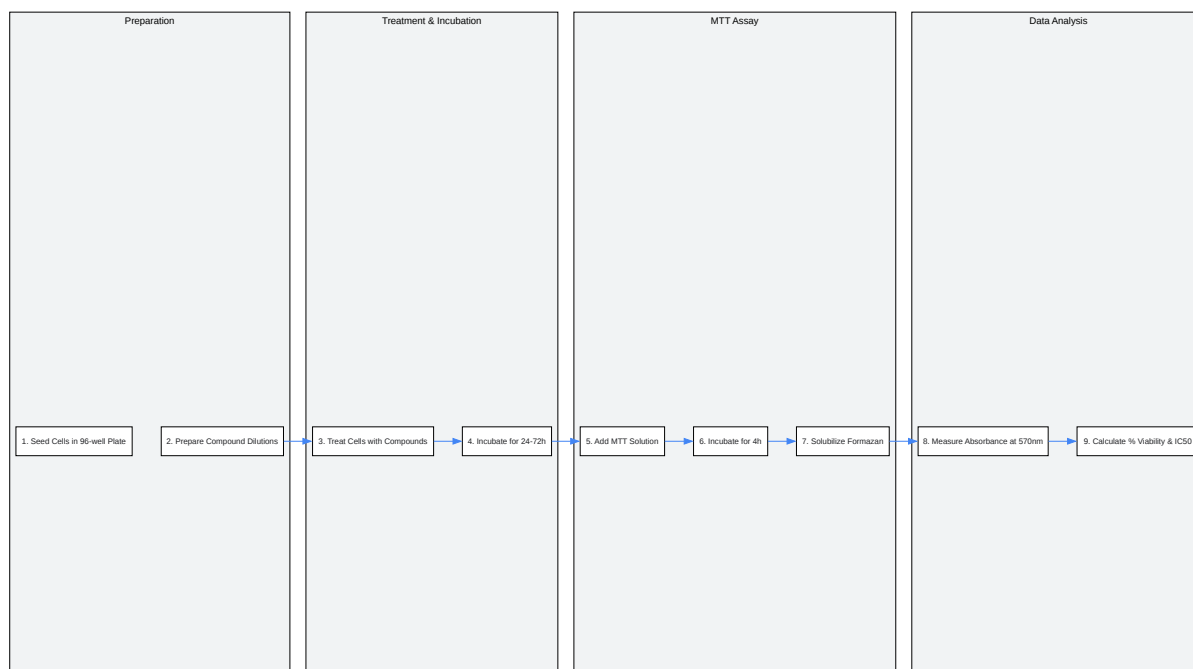 Preparation
Treatment & Incubation
MTT Assay
Data Analysis
1. Seed Cells in 96-well Plate
2. Prepare Compound Dilutions
3. Treat Cells with Compounds
4. Incubate for 24-72h
5. Add MTT Solution
6. Incubate for 4h
7. Solubilize Formazan
8. Measure Absorbance at 570nm
9. Calculate % Viability & IC50